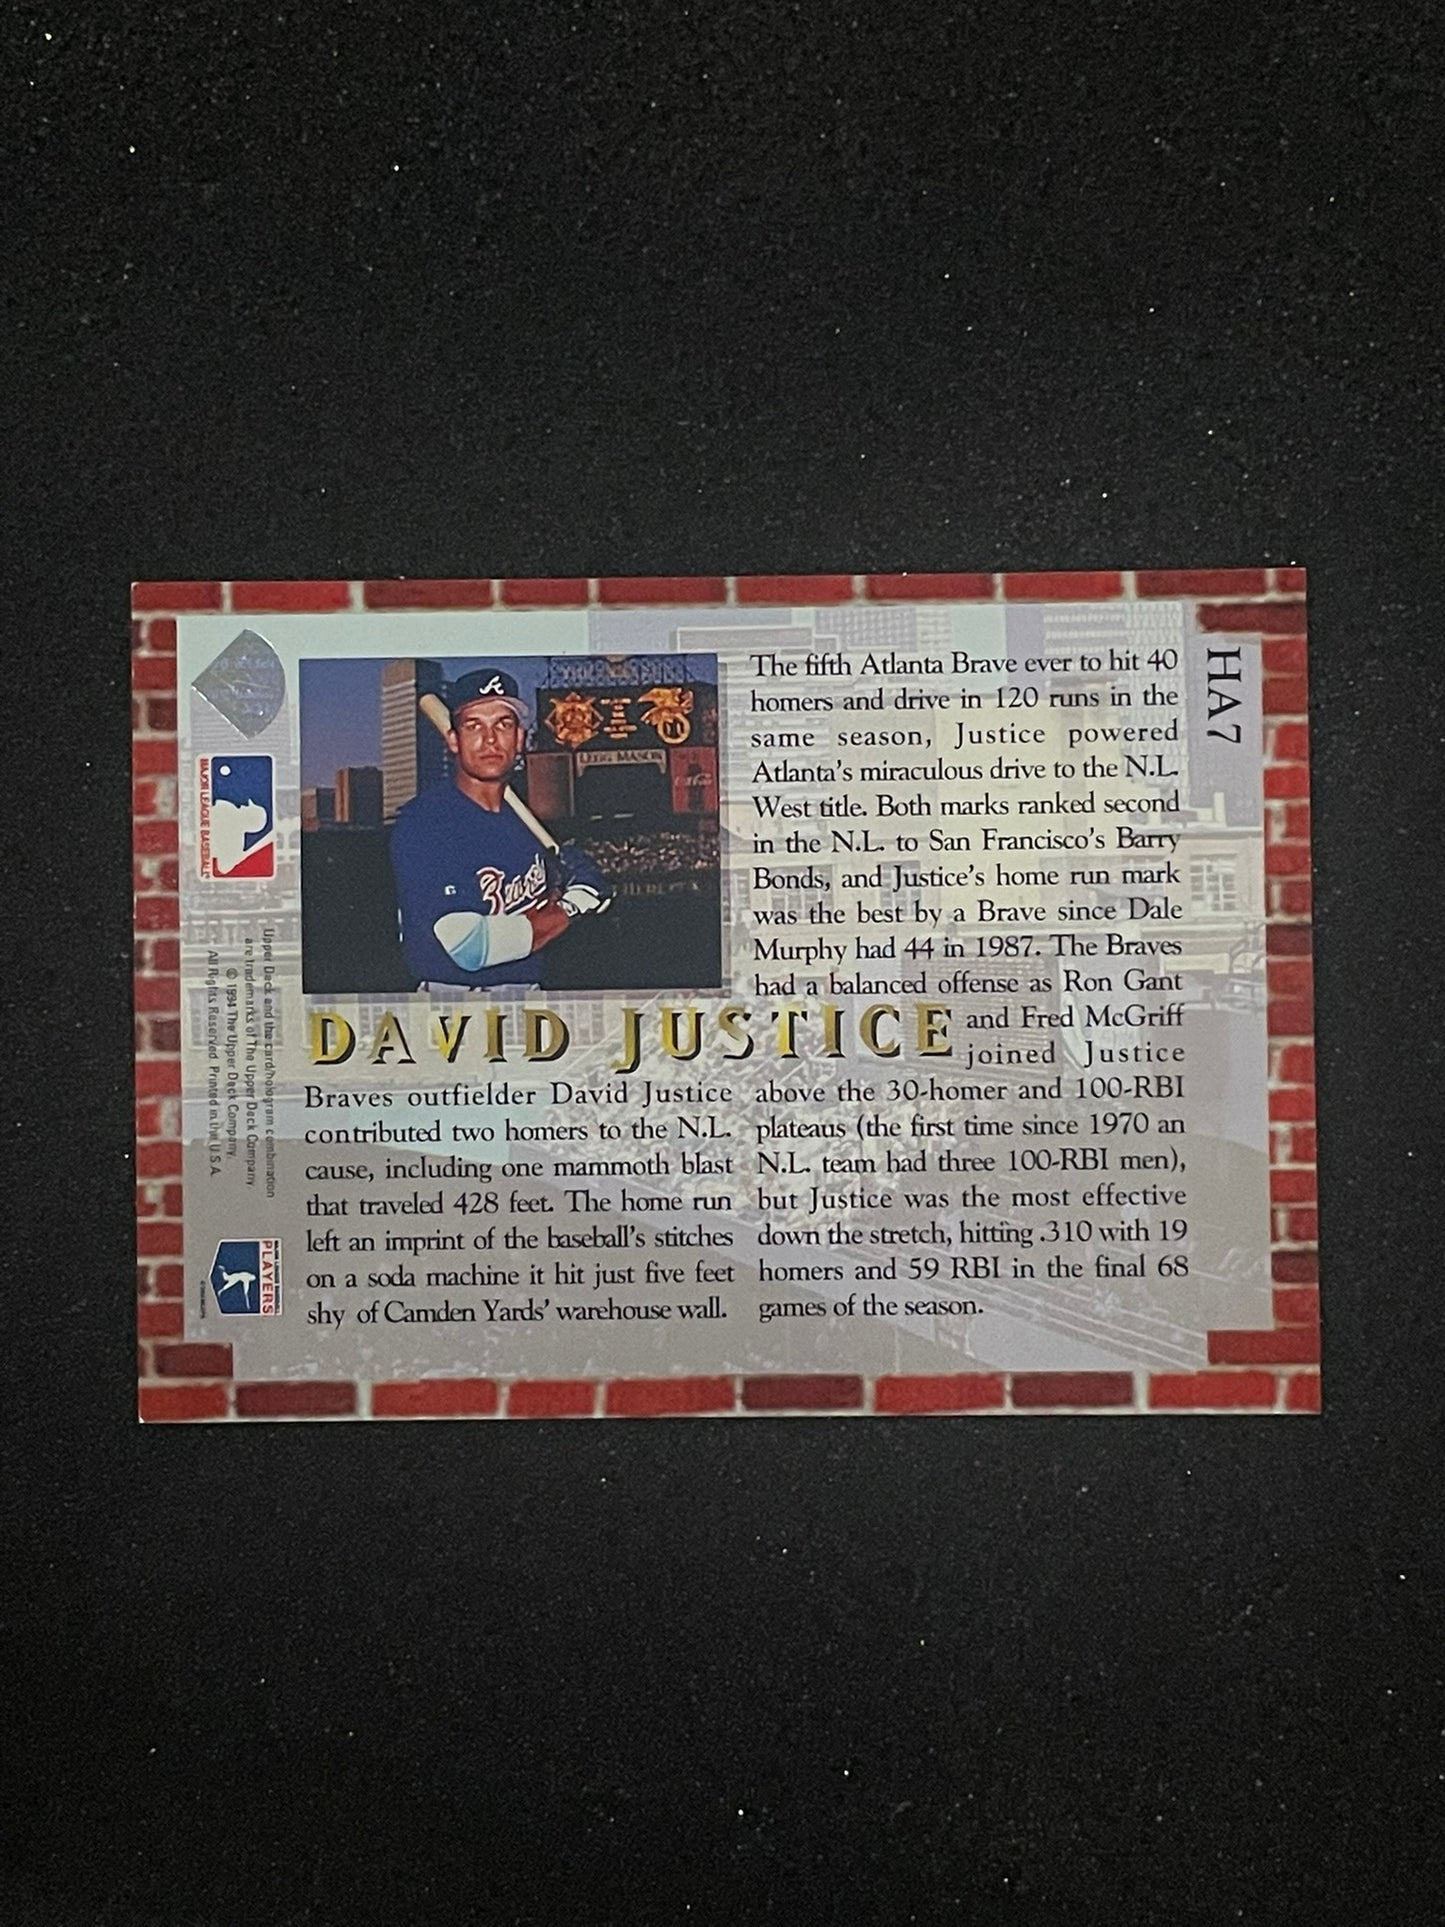 HA7
Braves
LEGG MASON
DAVID JUSTICE
Braves outfielder David Justice
contributed two homers to the N.L.
cause, including one mammoth blast
that traveled 428 feet. The home run
left an imprint of the baseball's stitches
on a soda machine it hit just five feet
shy of Camden Yards' warehouse wall.
The fifth Atlanta Brave ever to hit 40
homers and drive in 120 runs in the
same season, Justice powered
Atlanta's miraculous drive to the N.L.
West title. Both marks ranked second
in the N.L. to San Francisco's Barry
Bonds, and Justice's home run mark
was the best by a Brave since Dale
Murphy had 44 in 1987. The Braves
had a balanced offense as Ron Gant
and Fred McGriff
joined Justice
above the 30-homer and 100-RBI
plateaus (the first time since 1970 an
N.L. team had three 100-RBI men),
but Justice was the most effective
down the stretch, hitting .310 with 19
homers and 59 RBI in the final 68
games of the season.
MAJOR LEAGUE BASEBALL
Upper Deck and the card/hologram combination
are trademarks of The Upper Deck Company.
© 1994 The Upper Deck Company.
All Rights Reserved. Printed in the U.S.A.
MAJOR LEAGUE BASEBALL
PLAYERS